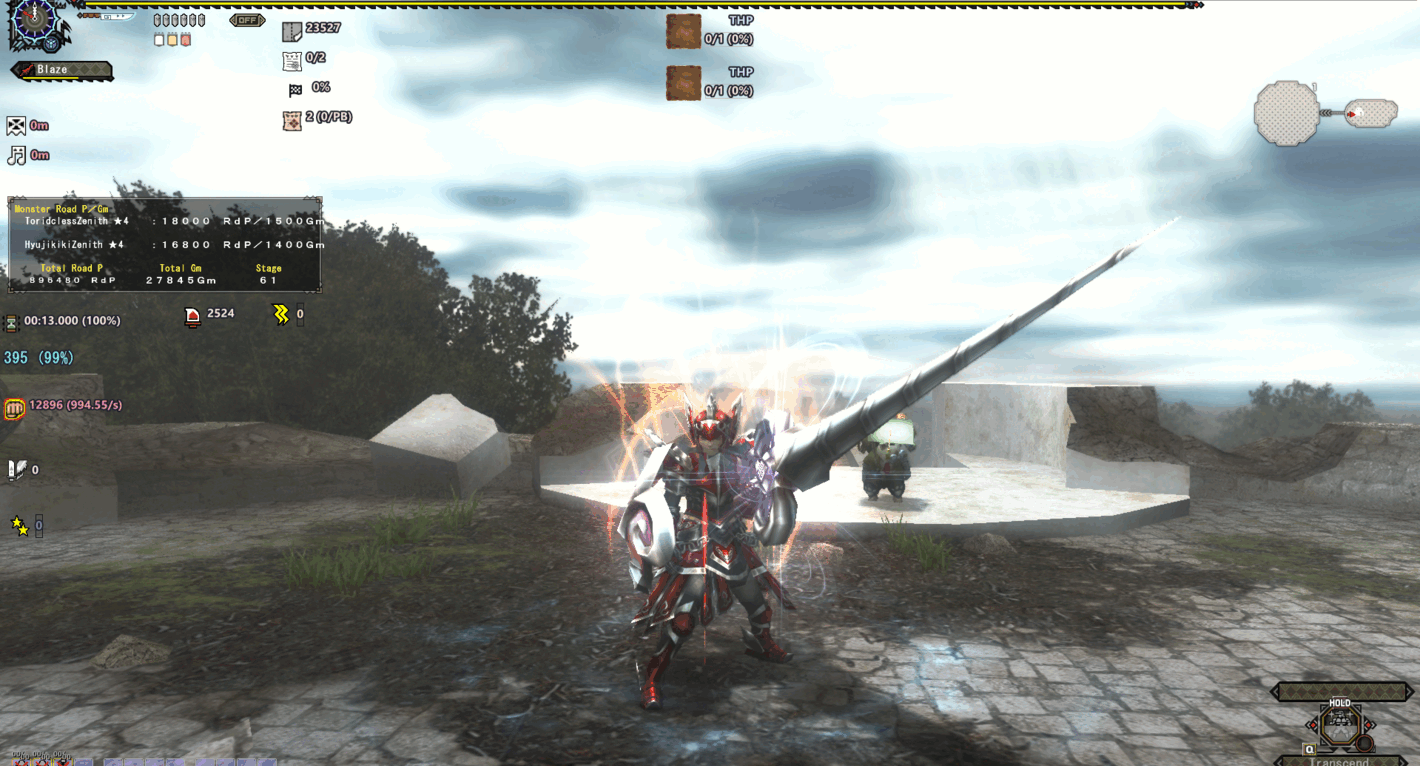 OFF
23527
0/2
0%
2 (0/PB)
THP
0/1 (0%)
THP
0/1 (0%)
Blaze
0m
0m
Monster Road P/Gm
ToridclessZenith ★4 : 18000 RdP/1500Gm
HyujikikiZenith ★4 : 16800 RdP/1400Gm
Total Road P Total Gm Stage
896480 RdP 27845Gm 61
00:13.000 (100%)
2524
0
395 (99%)
12896 (994.55/s)
0
0
HOLD
Q
Transcend